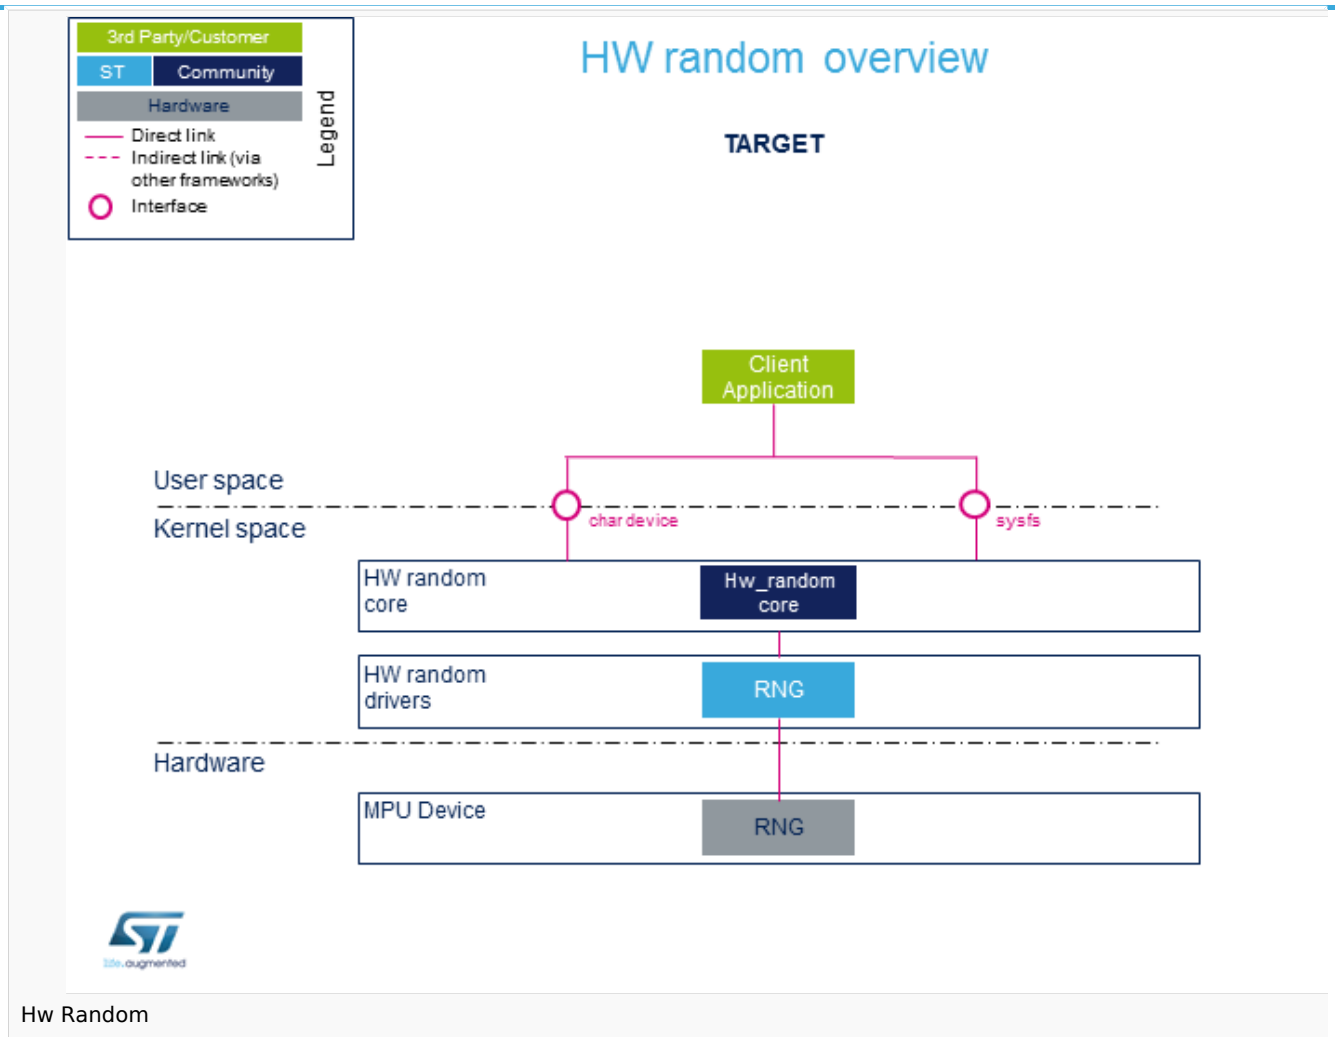 3rd Party/Customer
ST Community
Hardware
Direct link
Indirect link (via
other frameworks)
Interface
Legend
HW random overview
TARGET
Client
Application
User space
Kernel space
char device
sysfs
HW random
core
Hw_random
core
HW random
drivers
RNG
Hardware
MPU Device
RNG
ST
life.augmented
Hw Random